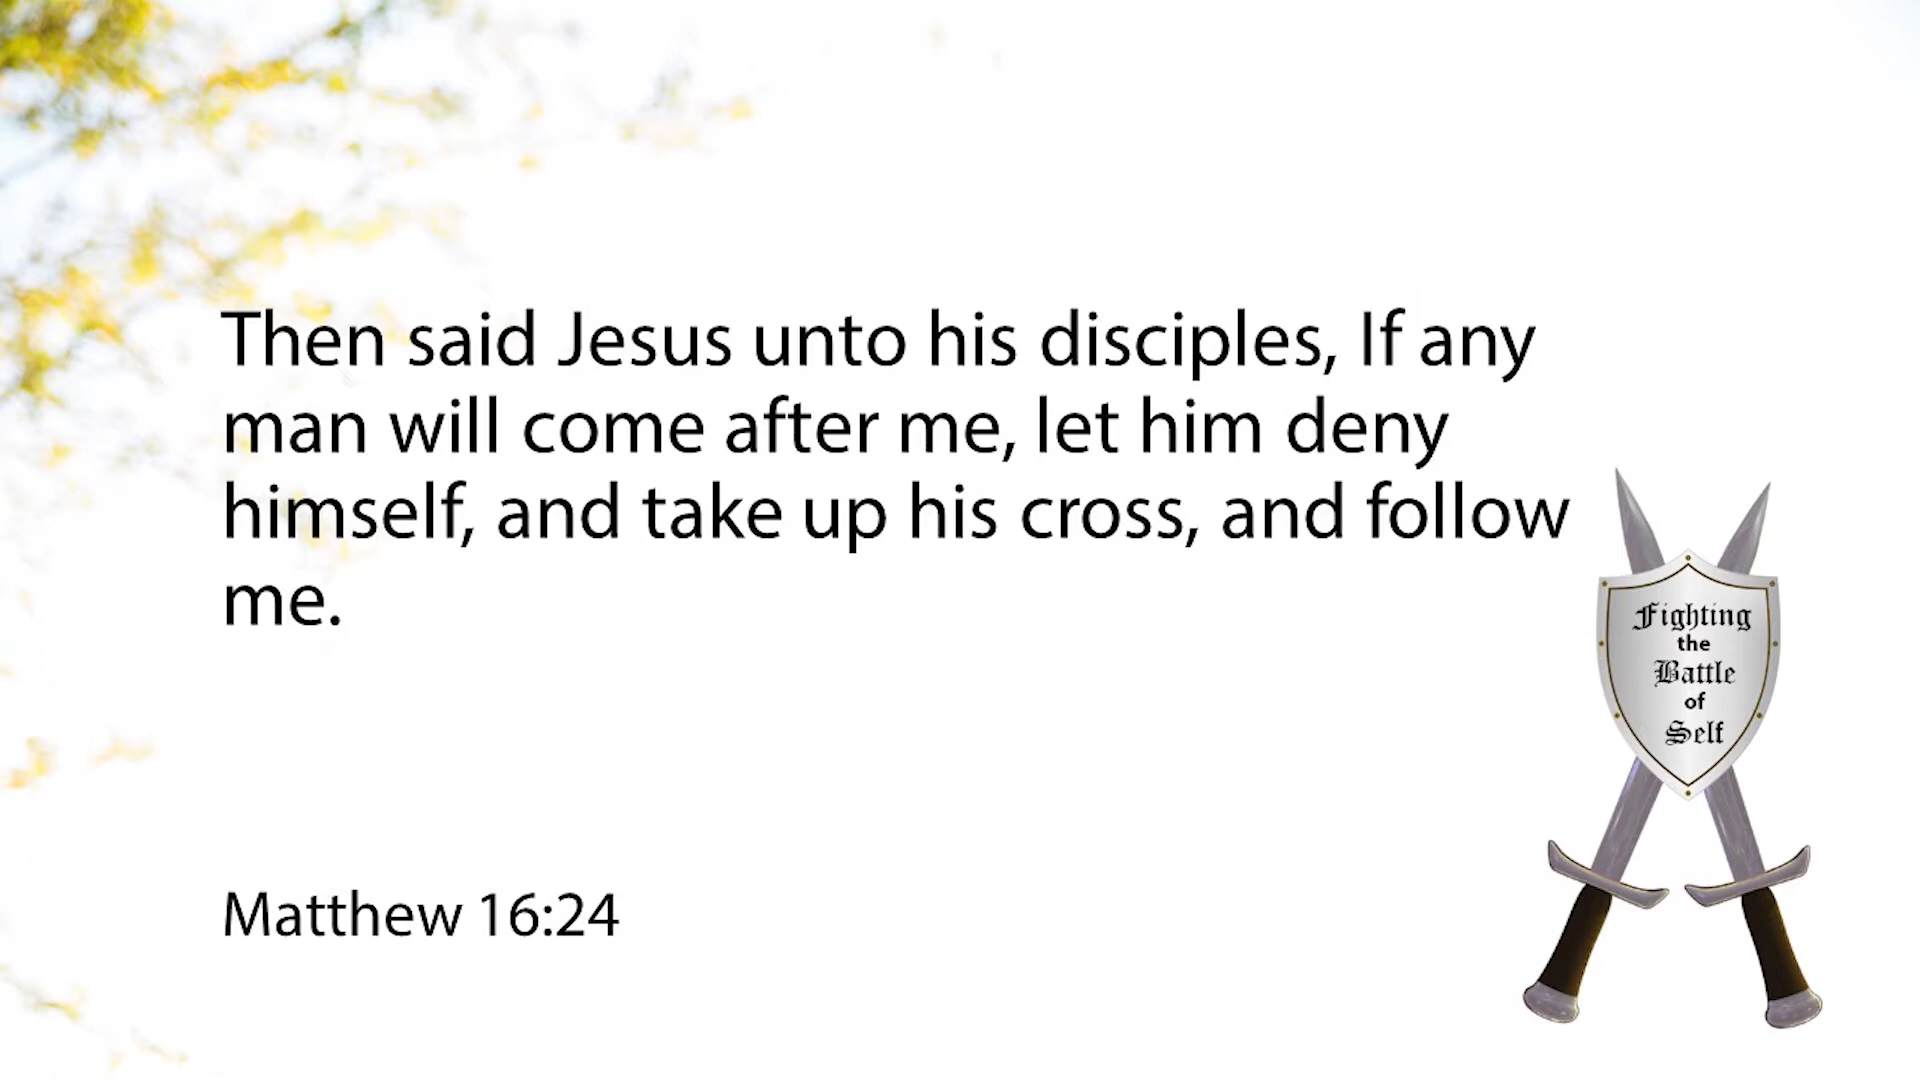 Then said Jesus unto his disciples, If any
man will come after me, let him deny
himself, and take up his cross, and follow
me.
Fighting
the
Battle
of
Self
Matthew 16:24